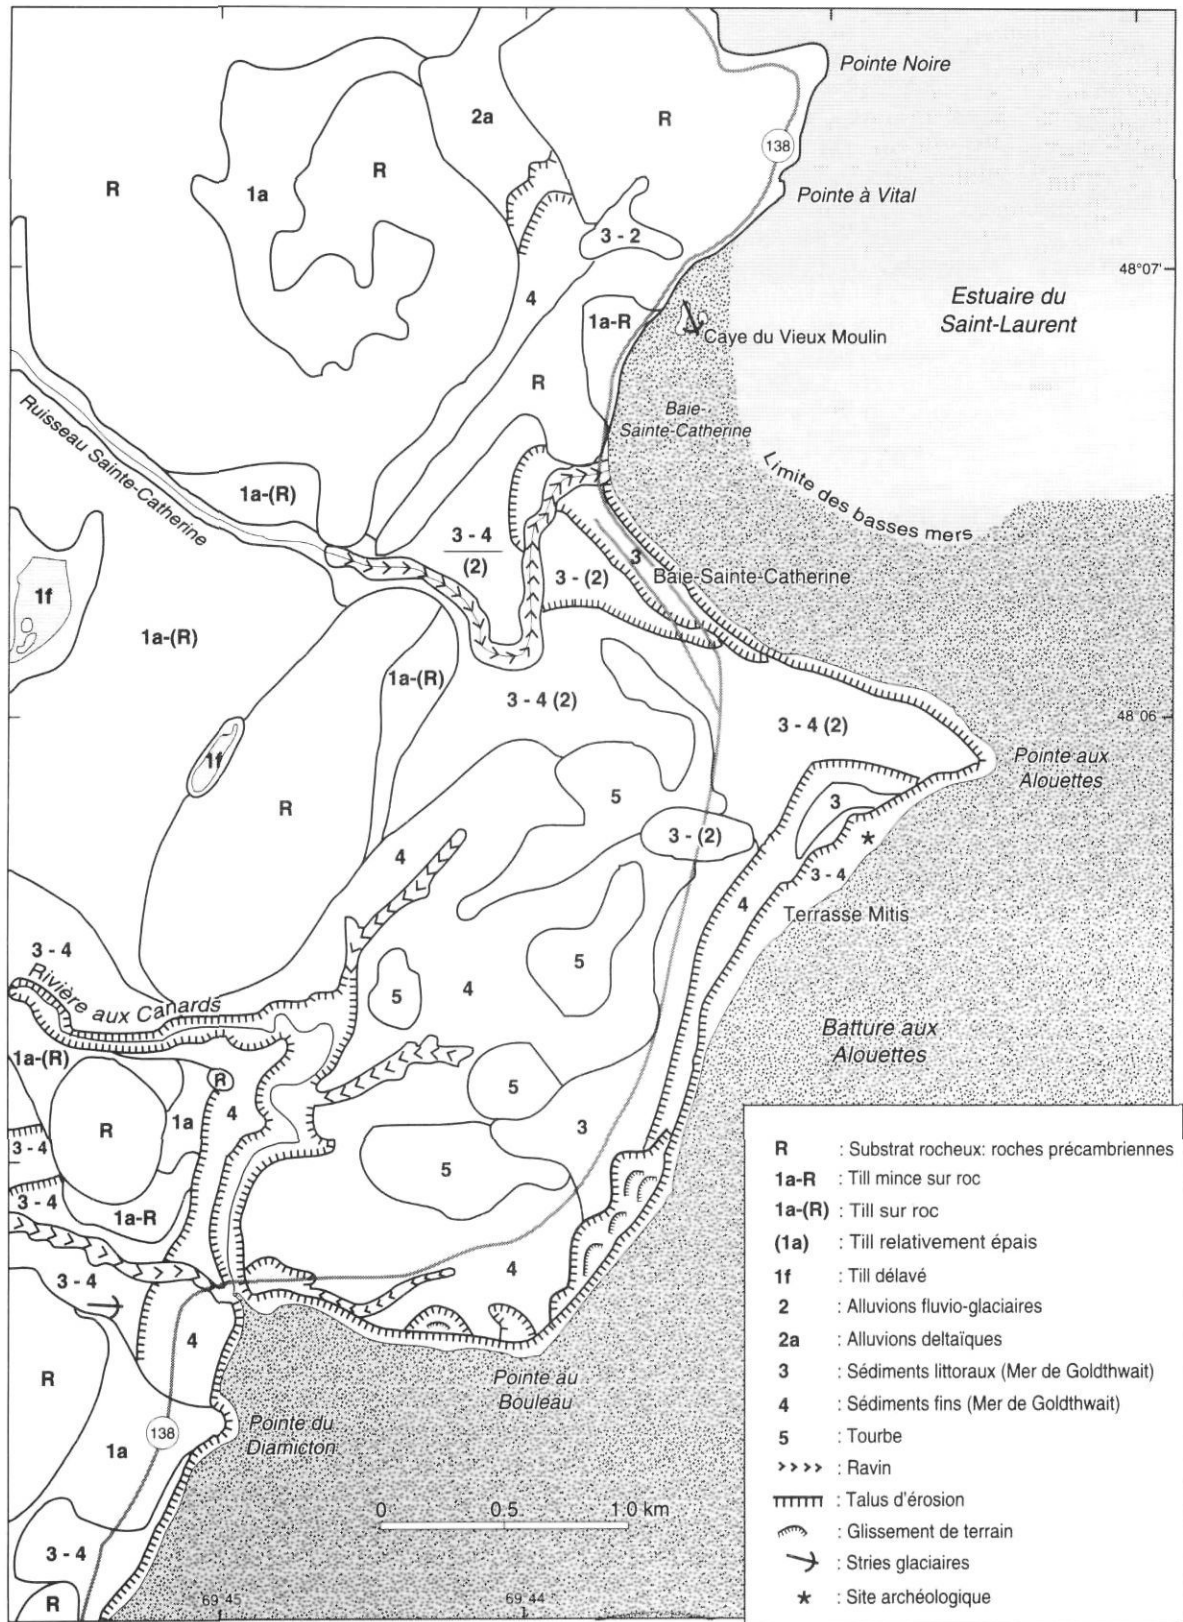 Pointe Noire
2a
R
138
R
R
1a
Pointe à Vital
3 - 2
48°07'
4
Estuaire du
Saint-Laurent
1a-R
Caye du Vieux Moulin
R
Baie-
Sainte-Catherine
Ruisseau Sainte-Catherine
Limite des basses mers
1a-(R)
3 - 4
(2)
3
3 - (2)
Baie-Sainte-Catherine
1f
1a-(R)
1a-(R)
3 - 4 (2)
48°06
3 - 4 (2)
Pointe aux
Alouettes
1f
5
3
R
3 - (2)
4
3 - 4
4
Terrasse Mitis
3 - 4
5
Rivière aux Canards
5
4
Batture aux
Alouettes
1a-(R)
R
5
1a
4
R
3
3 - 4
5
3 - 4
1a-R
4
3 - 4
4
R
Pointe au
Bouleau
Pointe du
Diamicton
138
1a
0 0.5 1.0 km
3 - 4
R
69 45
69 44
R : Substrat rocheux: roches précambriennes
1a-R : Till mince sur roc
1a-(R) : Till sur roc
(1a) : Till relativement épais
1f : Till délavé
2 : Alluvions fluvio-glaciaires
2a : Alluvions deltaïques
3 : Sédiments littoraux (Mer de Goldthwait)
4 : Sédiments fins (Mer de Goldthwait)
5 : Tourbe
>>>> : Ravin
: Talus d'érosion
: Glissement de terrain
: Stries glaciaires
* : Site archéologique